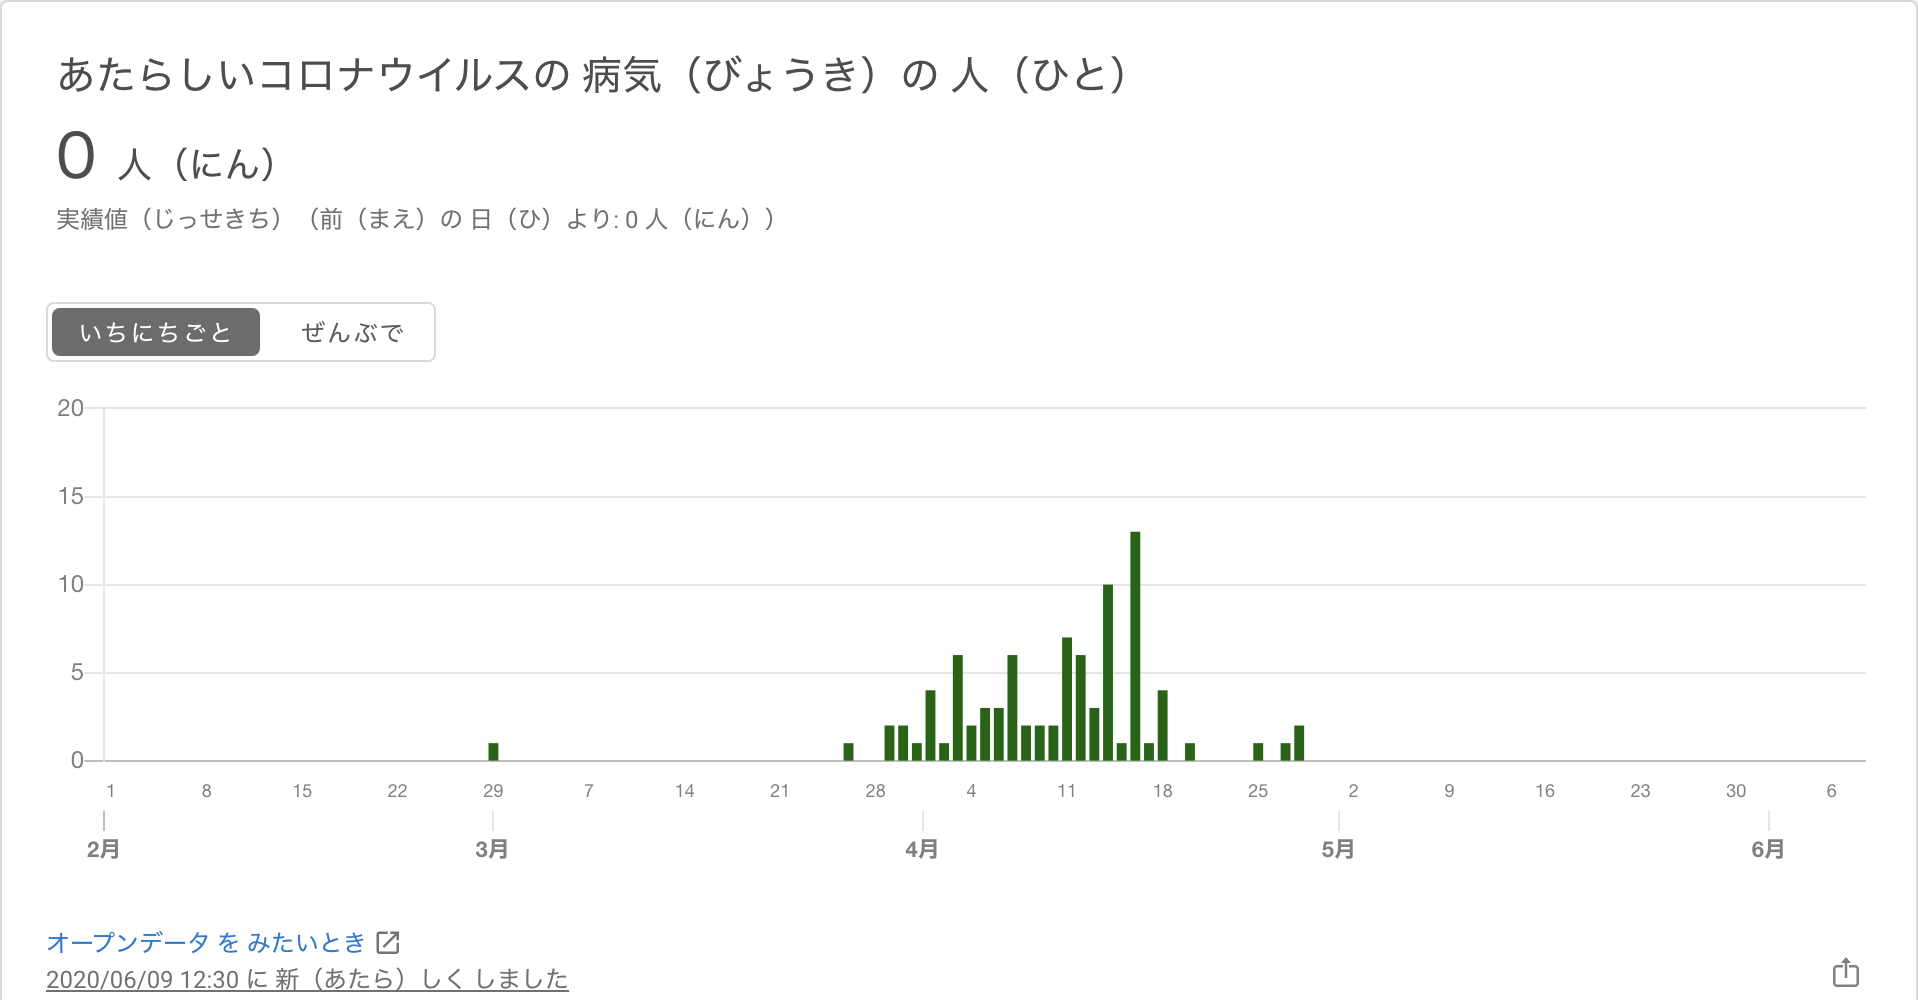 あたらしいコロナウイルスの 病気（びょうき）の 人（ひと）
0 人（にん）
実績値（じっせきち）（前（まえ）の 日（ひ）より: 0 人（にん））
いちにちごと ぜんぶで
20
15
10
5
0
1 8 15 22 29 7 14 21 28 4 11 18 25 2 9 16 23 30 6
2月 3月 4月 5月 6月
オープンデータ を みたいとき
2020/06/09 12:30 に 新（あたら）しく しました